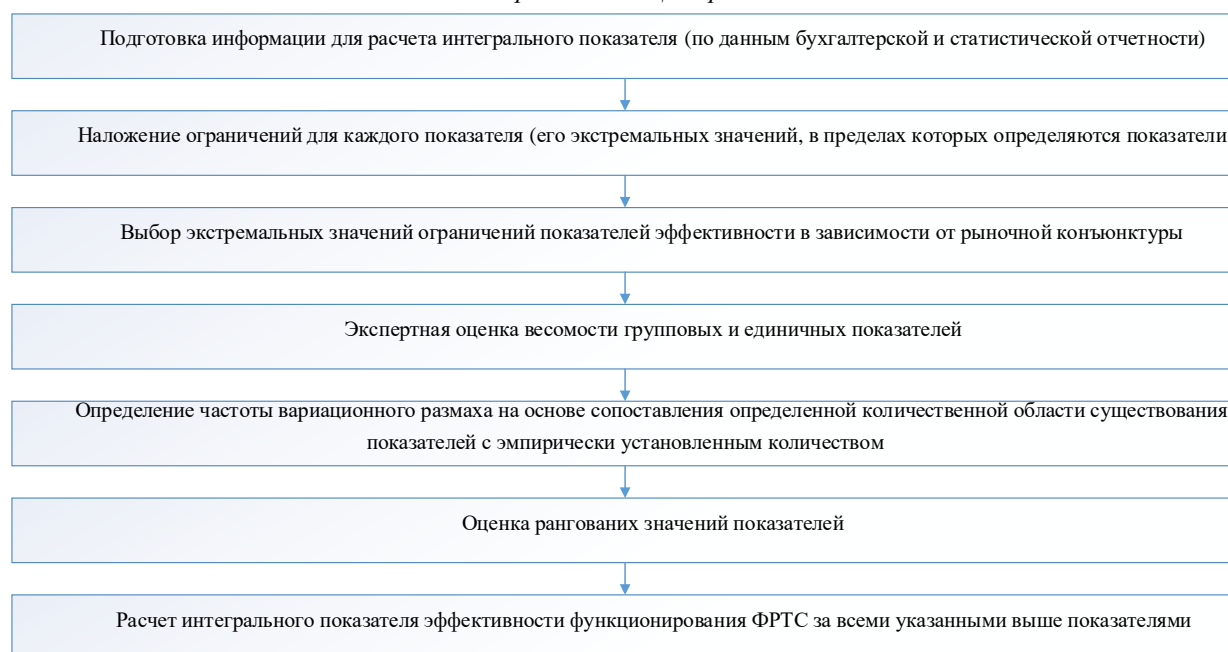 Подготовка информации для расчета интегрального показателя (по данным бухгалтерской и статистической отчетности)
Наложение ограничений для каждого показателя (его экстремальных значений, в пределах которых определяются показатели
Выбор экстремальных значений ограничений показателей эффективности в зависимости от рыночной конъюнктуры
Экспертная оценка весомости групповых и единичных показателей
Определение частоты вариационного размаха на основе сопоставления определенной количественной области существования
показателей с эмпирически установленным количеством
Оценка рангованих значений показателей
Расчет интегрального показателя эффективности функционирования ФРТС за всеми указанными выше показателями